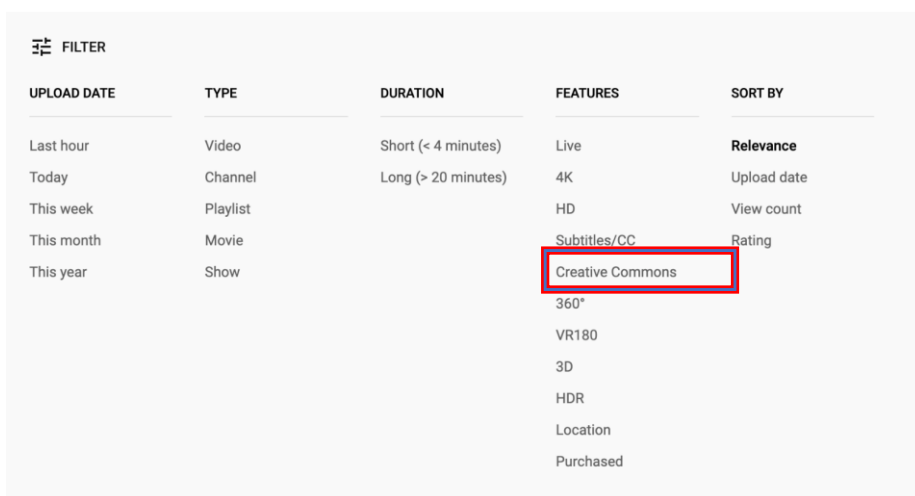 FILTER
UPLOAD DATE
Last hour
Today
This week
This month
This year
TYPE
Video
Channel
Playlist
Movie
Show
DURATION
Short (< 4 minutes)
Long (> 20 minutes)
FEATURES
Live
4K
HD
Subtitles/CC
Creative Commons
360°
VR180
3D
HDR
Location
Purchased
SORT BY
Relevance
Upload date
View count
Rating